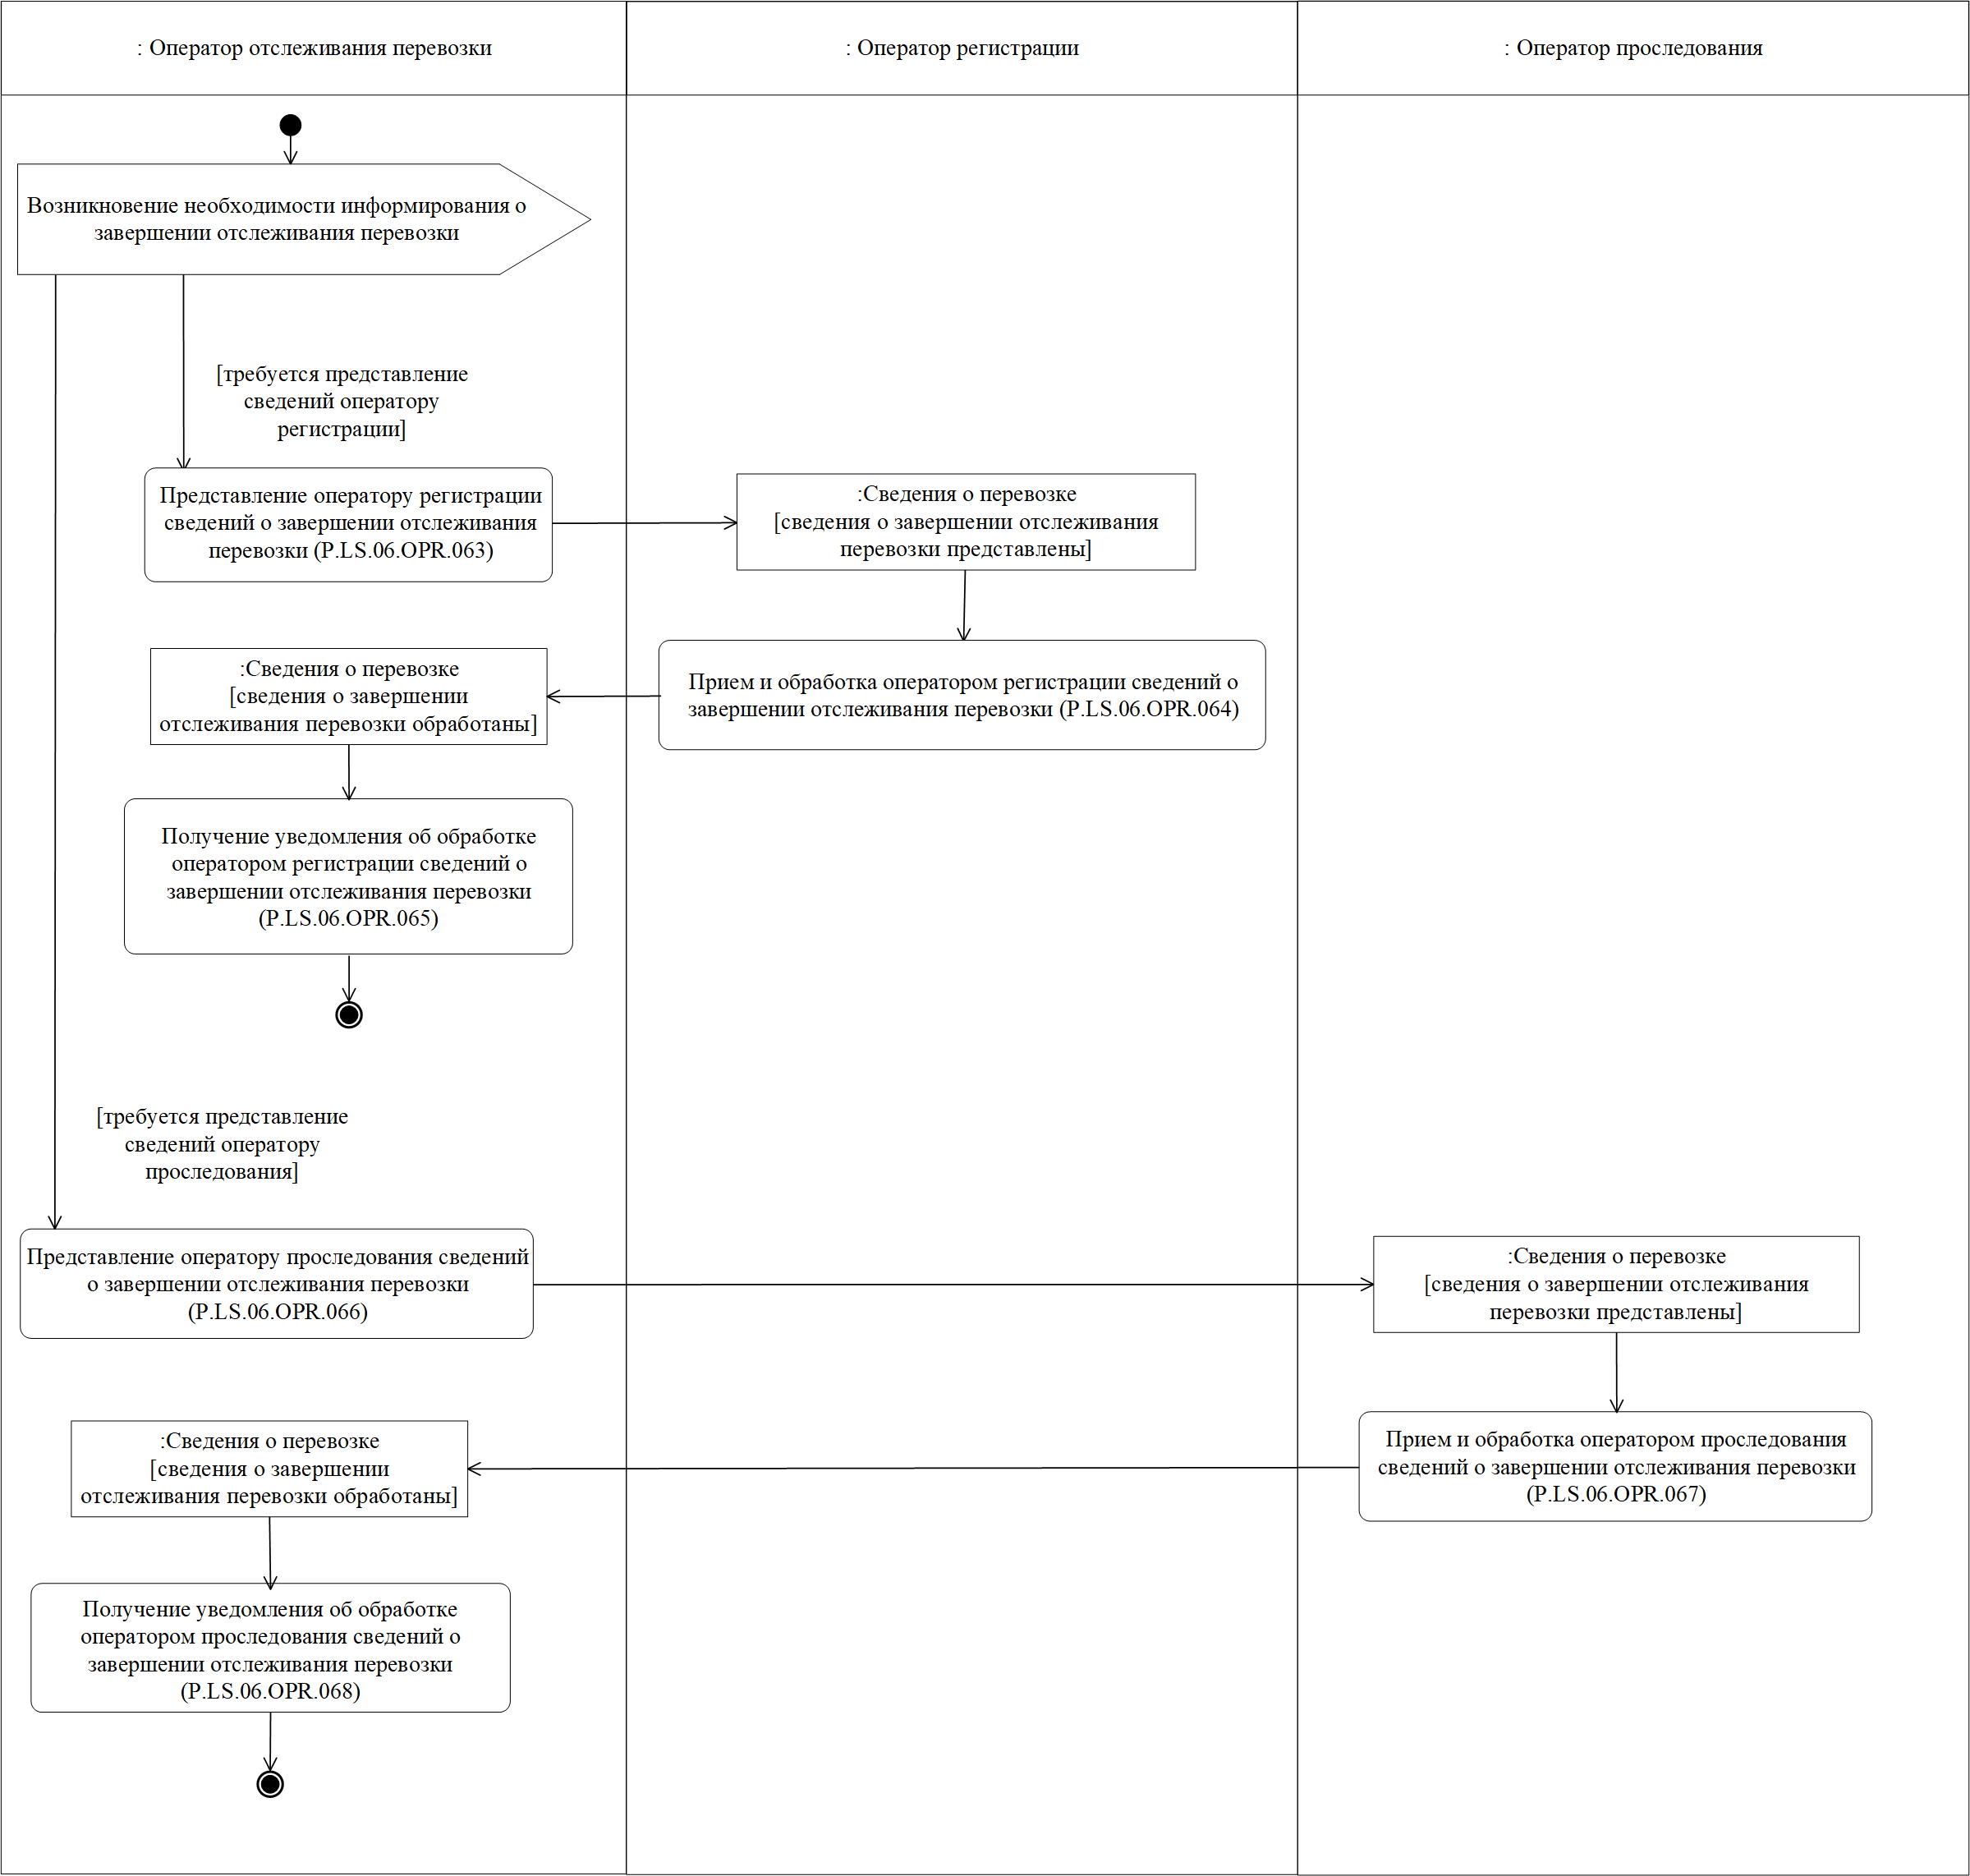 : Оператор отслеживания перевозки
: Оператор регистрации
: Оператор проследования
Возникновение необходимости информирования о
завершении отслеживания перевозки
[требуется представление
сведений оператору
регистрации]
Представление оператору регистрации
сведений о завершении отслеживания
перевозки (P.LS.06.OPR.063)
:Сведения о перевозке
[сведения о завершении отслеживания
перевозки представлены]
:Сведения о перевозке
[сведения о завершении
отслеживания перевозки обработаны]
Прием и обработка оператором регистрации сведений о
завершении отслеживания перевозки (P.LS.06.OPR.064)
Получение уведомления об обработке
оператором регистрации сведений о
завершении отслеживания перевозки
(P.LS.06.OPR.065)
[требуется представление
сведений оператору
проследования]
Представление оператору проследования сведений
о завершении отслеживания перевозки
(P.LS.06.OPR.066)
:Сведения о перевозке
[сведения о завершении отслеживания
перевозки представлены]
:Сведения о перевозке
[сведения о завершении
отслеживания перевозки обработаны]
Прием и обработка оператором проследования
сведений о завершении отслеживания перевозки
(P.LS.06.OPR.067)
Получение уведомления об обработке
оператором проследования сведений о
завершении отслеживания перевозки
(P.LS.06.OPR.068)